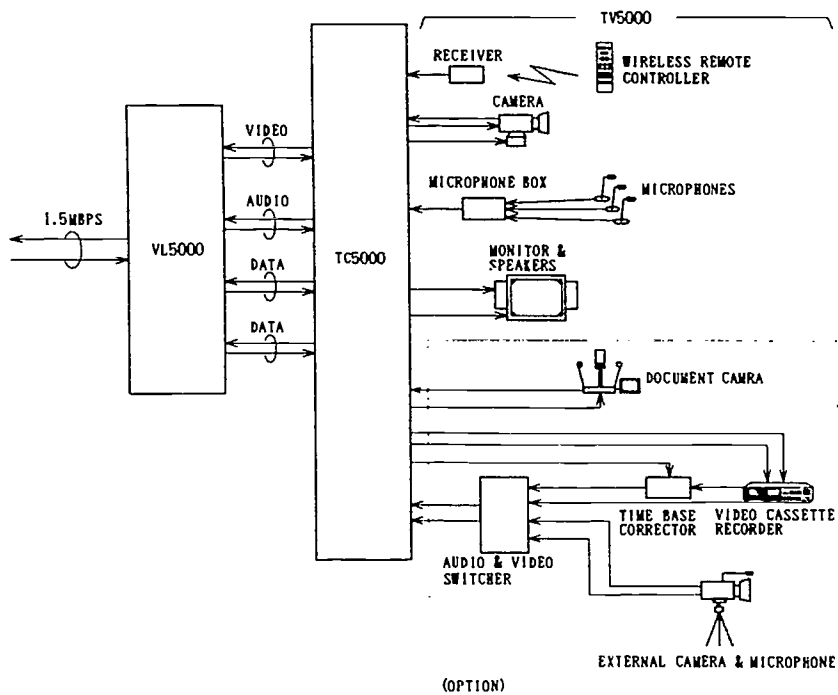 TV5000
RECEIVER
WIRELESS REMOTE
CONTROLLER
CAMERA
VIDEO
MICROPHONE BOX
MICROPHONES
AUDIO
1.5MBPS
VL5000
TC5000
MONITOR &
SPEAKERS
DATA
DATA
DOCUMENT CAMRA
TIME BASE
CORRECTOR
VIDEO CASSETTE
RECORDER
AUDIO & VIDEO
SWITCHER
EXTERNAL CAMERA & MICROPHONE
(OPTION)